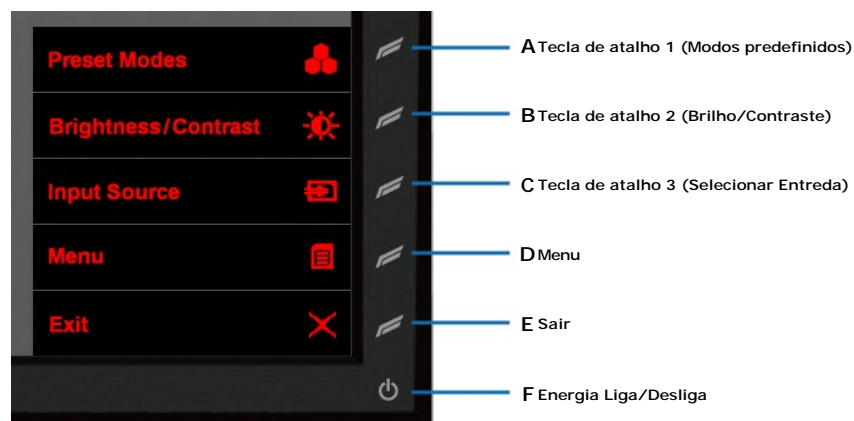 Preset Modes
A Tecla de atalho 1 (Modos predefinidos)
Brightness/Contrast
B Tecla de atalho 2 (Brilho/Contraste)
Input Source
C Tecla de atalho 3 (Selecionar Entreda)
Menu
D Menu
Exit
E Sair
F Energia Liga/Desliga